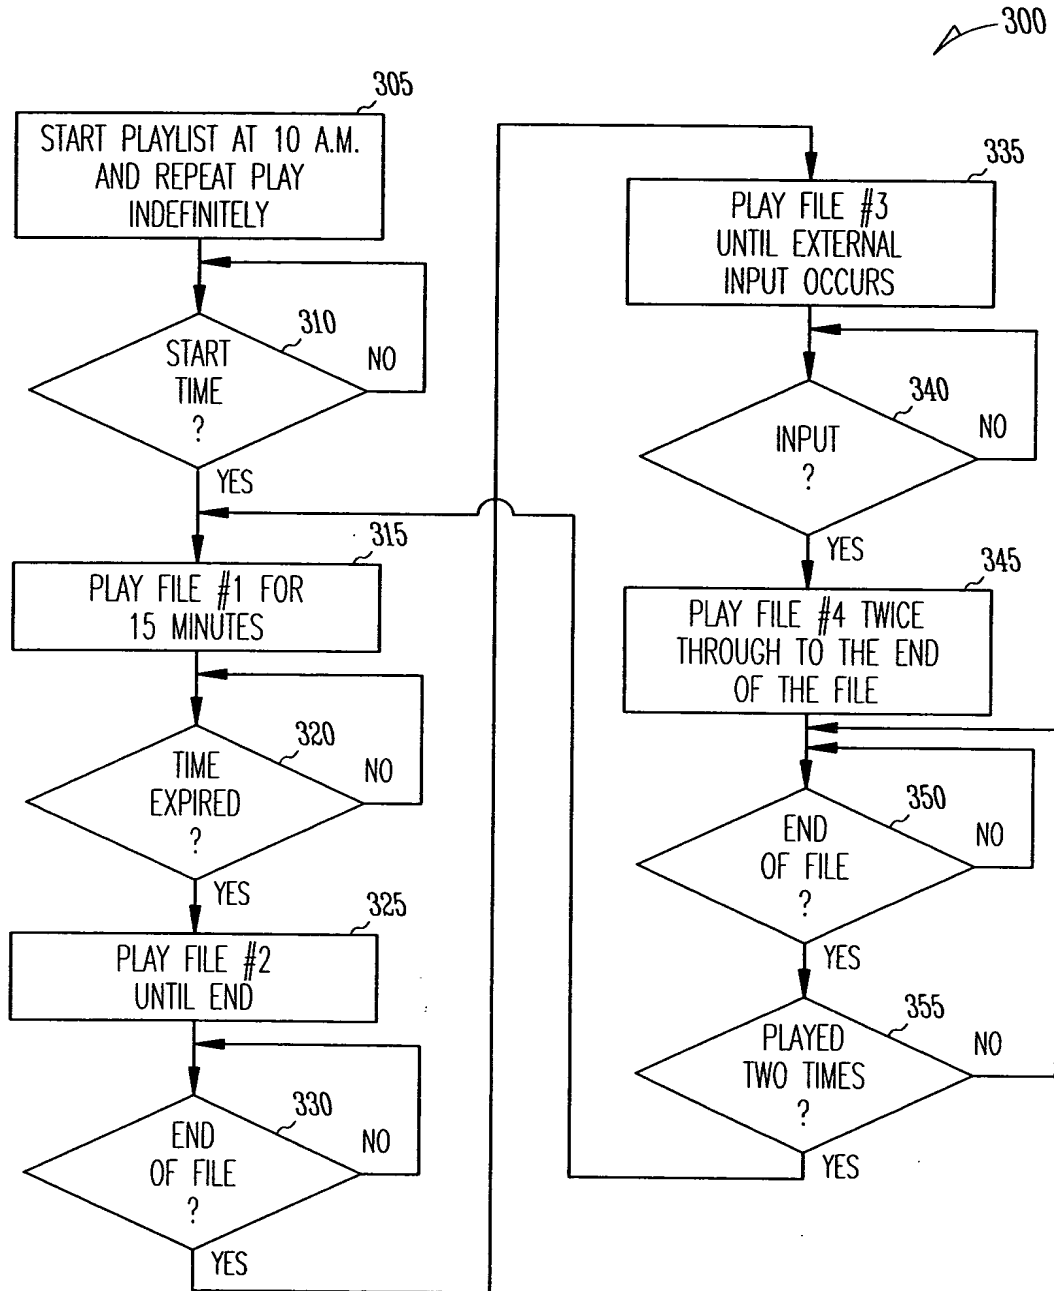 300
305
START PLAYLIST AT 10 A.M.
AND REPEAT PLAY
INDEFINITELY
310
START
TIME
?
NO
YES
315
PLAY FILE #1 FOR
15 MINUTES
320
TIME
EXPIRED
?
NO
YES
325
PLAY FILE #2
UNTIL END
330
END
OF FILE
?
NO
YES
335
PLAY FILE #3
UNTIL EXTERNAL
INPUT OCCURS
340
INPUT
?
NO
YES
345
PLAY FILE #4 TWICE
THROUGH TO THE END
OF THE FILE
350
END
OF FILE
?
NO
YES
355
PLAYED
TWO TIMES
?
NO
YES